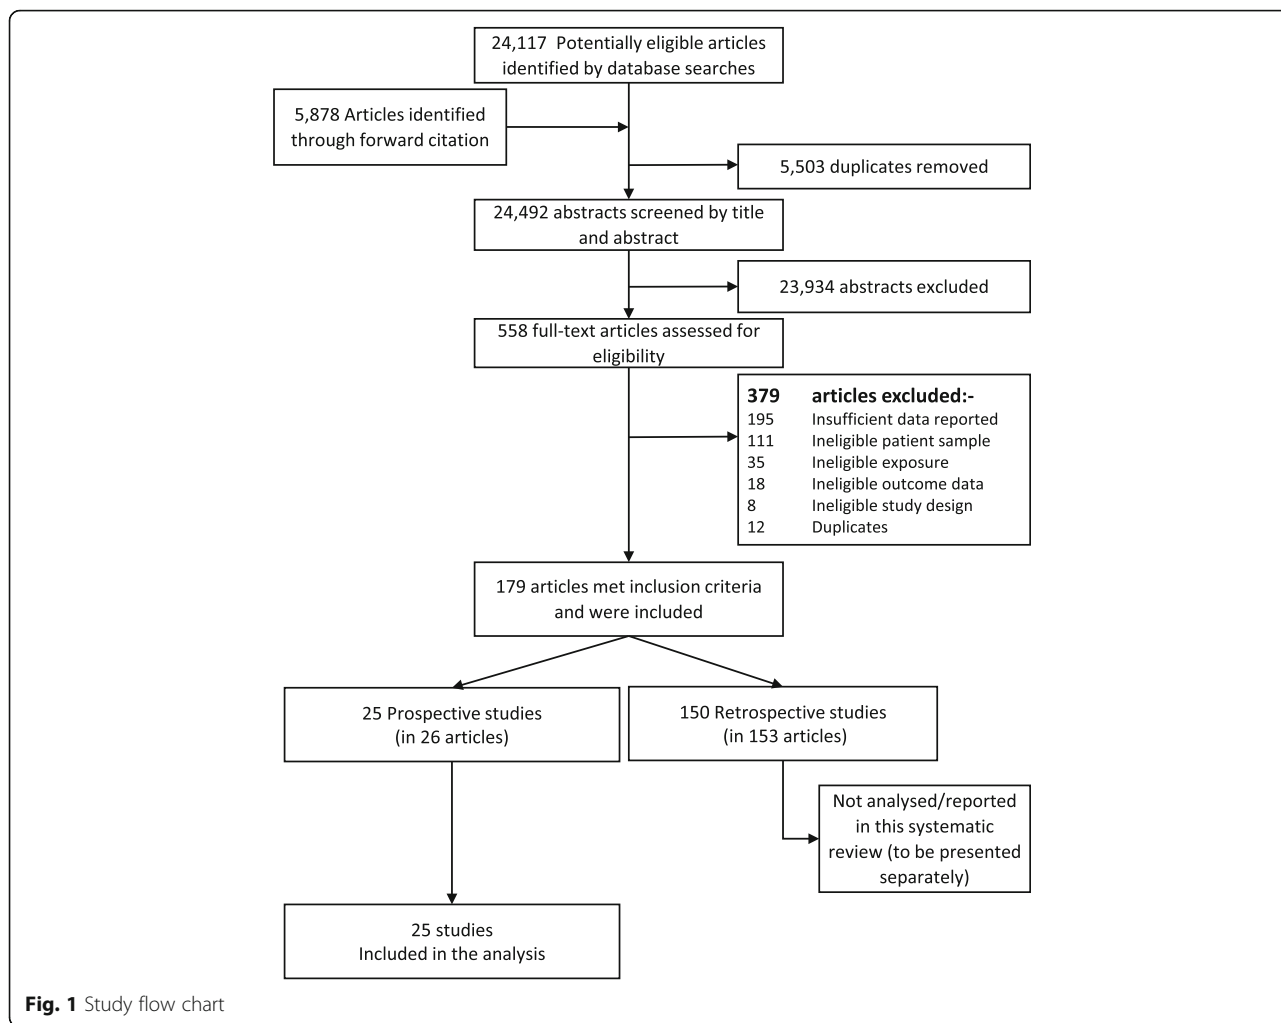 24,117 Potentially eligible articles
identified by database searches
5,878 Articles identified
through forward citation
5,503 duplicates removed
24,492 abstracts screened by title
and abstract
23,934 abstracts excluded
558 full-text articles assessed for
eligibility
379 articles excluded:-
195 Insufficient data reported
111 Ineligible patient sample
35 Ineligible exposure
18 Ineligible outcome data
8 Ineligible study design
12 Duplicates
179 articles met inclusion criteria
and were included
25 Prospective studies
(in 26 articles)
150 Retrospective studies
(in 153 articles)
Not analysed/reported
in this systematic
review (to be presented
separately)
25 studies
Included in the analysis
Fig. 1 Study flow chart